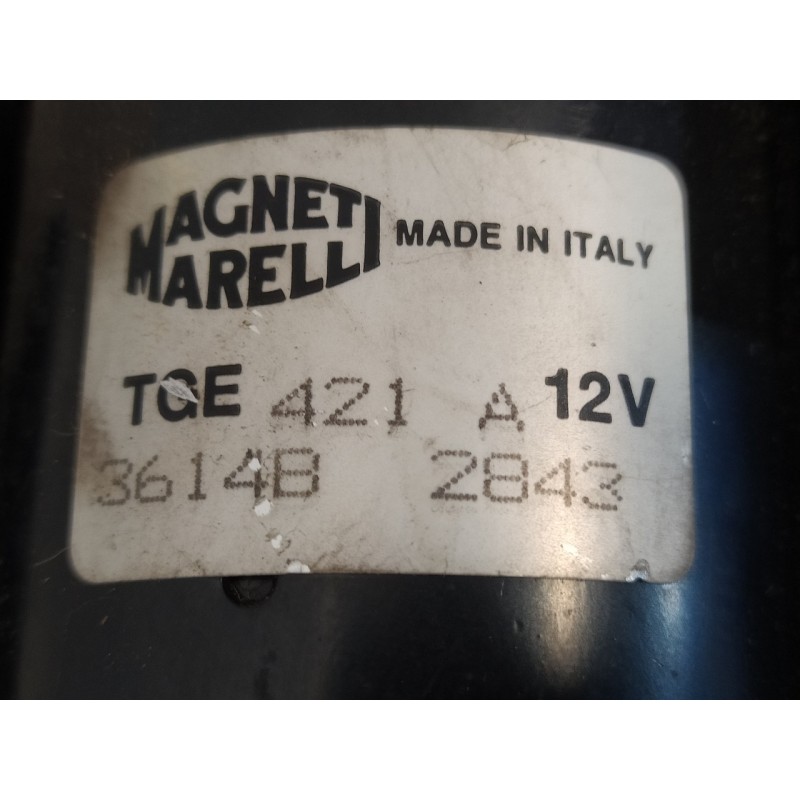 MAGNETI
MARELLI
MADE IN ITALY
TGE 421 A 12V
3614B 2843